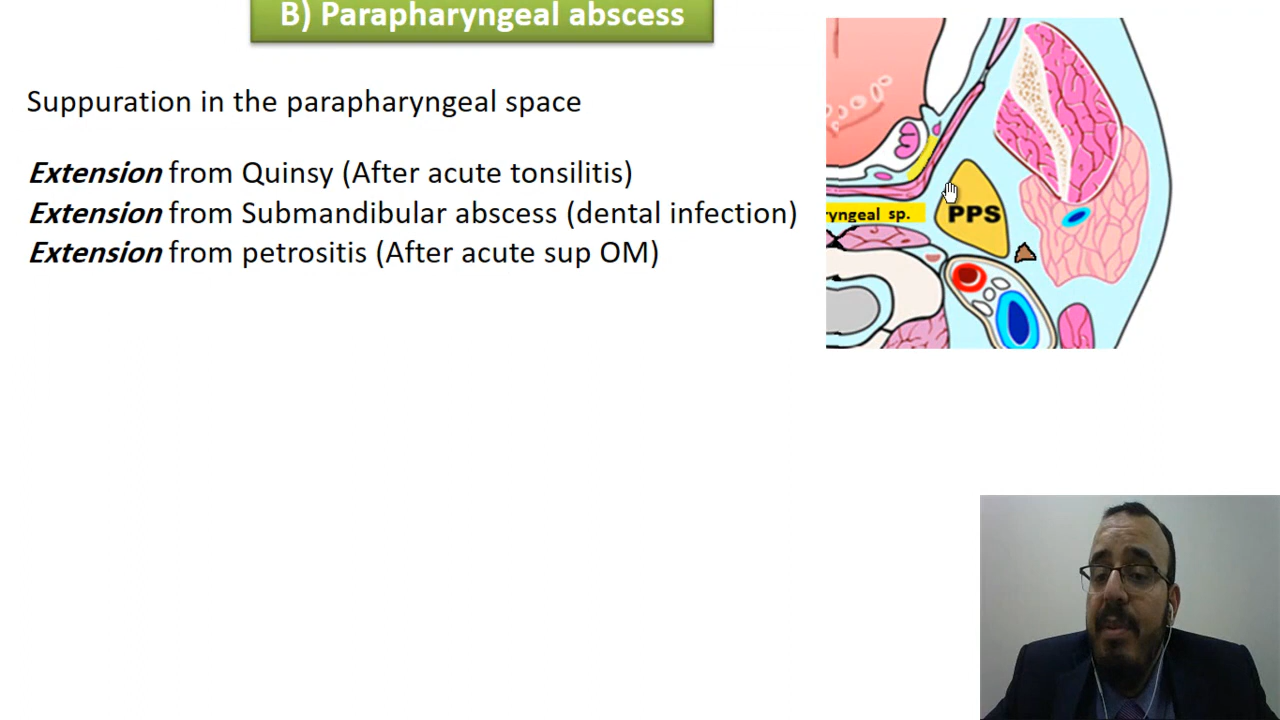 B) Parapharyngeal abscess
Suppuration in the parapharyngeal space
Extension from Quinsy (After acute tonsilitis)
Extension from Submandibular abscess (dental infection)
Extension from petrositis (After acute sup OM)
PPS
ryngeal sp.